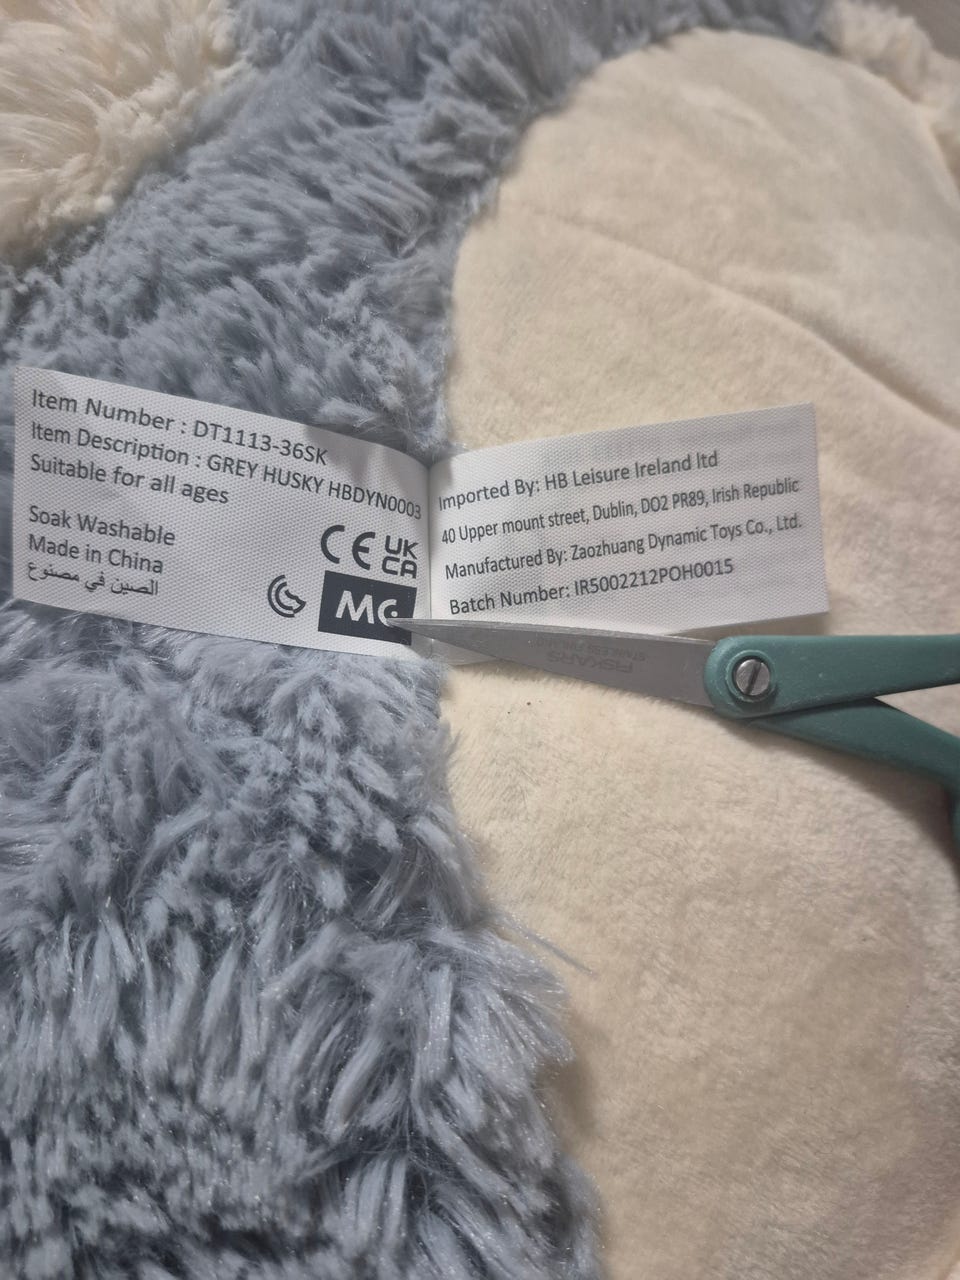 Item Number : DT1113-36SK
Item Description : GREY HUSKY HBDYN0003
Suitable for all ages
Soak Washable
Made in China
الصين في مصنوع
CE UK
CA
MC
Imported By: HB Leisure Ireland ltd
40 Upper mount street, Dublin, DO2 PR89, Irish Republic
Manufactured By: Zaozhuang Dynamic Toys Co., Ltd.
Batch Number: IR5002212POH0015
FISKARS